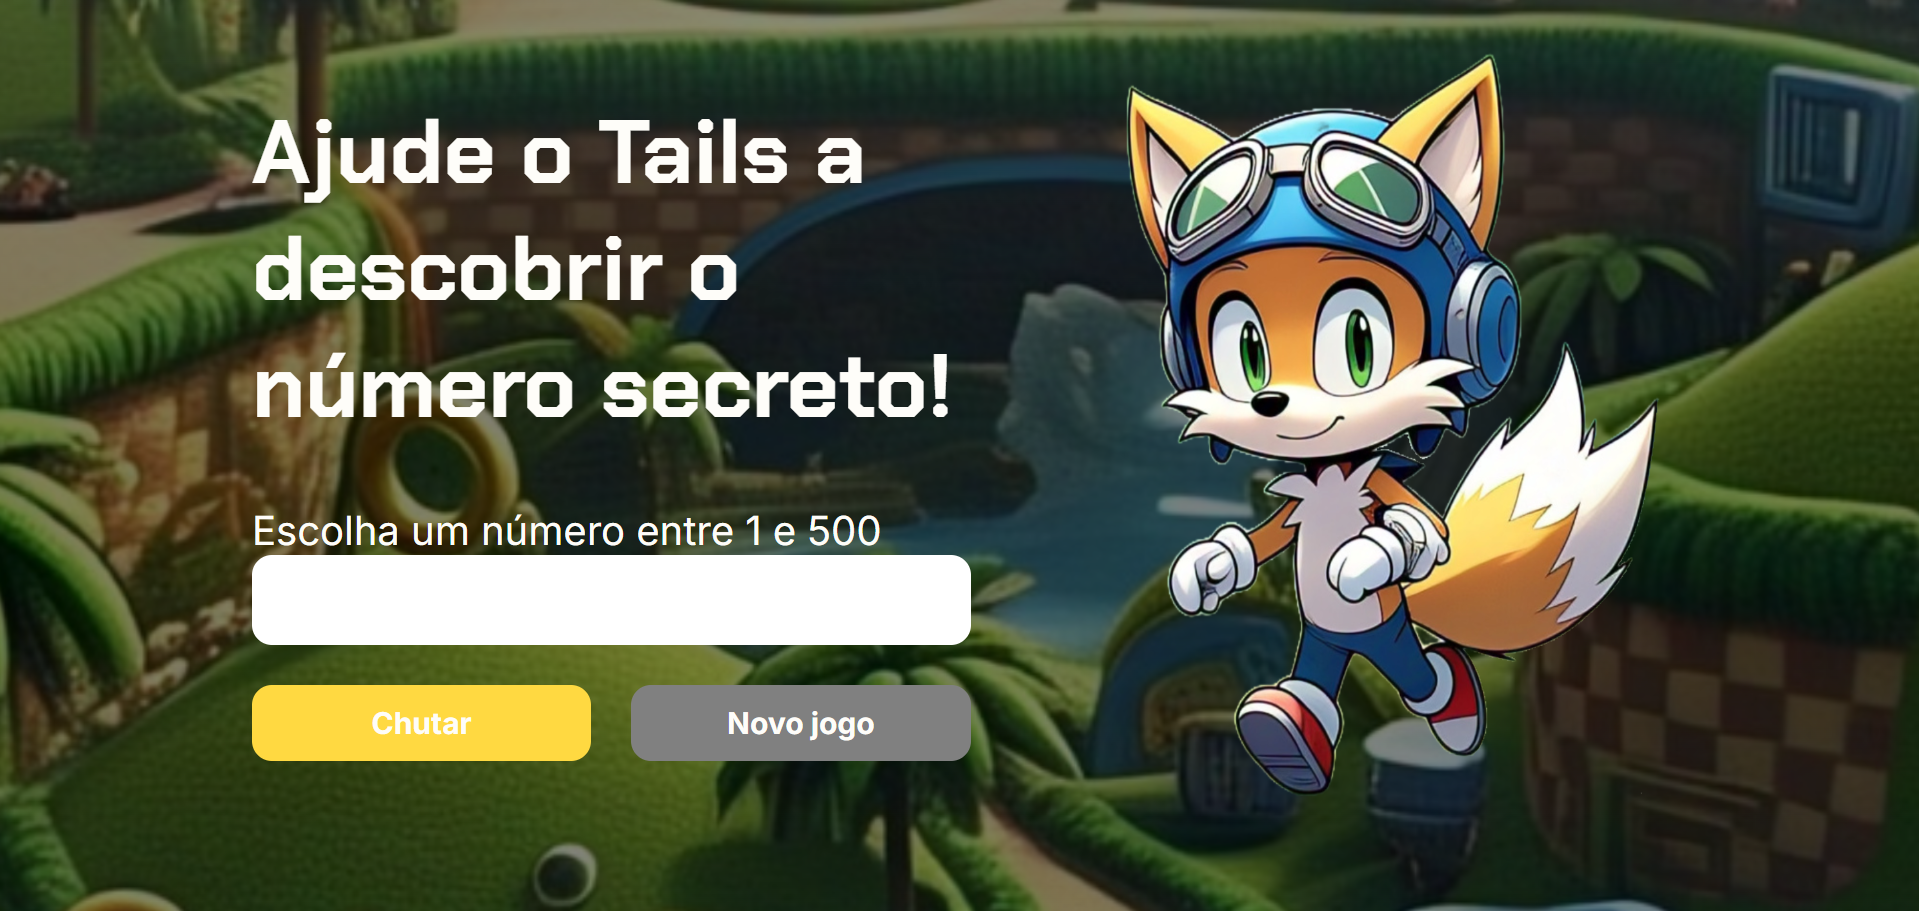 Ajude o Tails a
descobrir o
número secreto!
Escolha um número entre 1 e 500
Chutar
Novo jogo